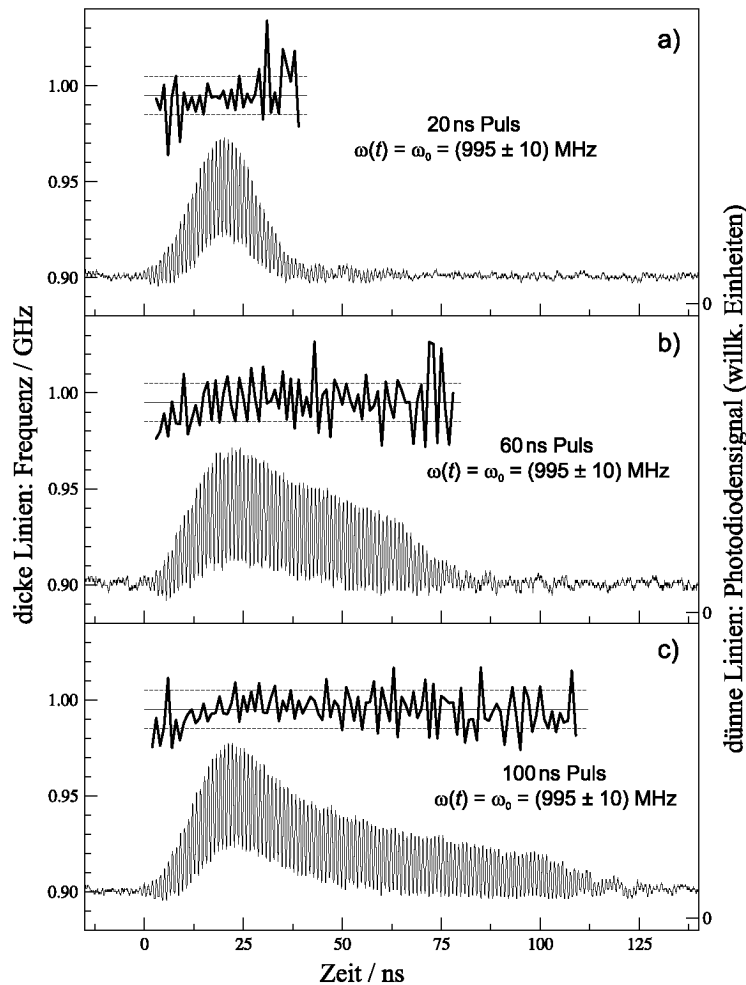 a)
1.00
20 ns Puls
ω(t) = ω₀ = (995 ± 10) MHz
0.95
0.90
0
b)
1.00
60 ns Puls
ω(t) = ω₀ = (995 ± 10) MHz
0.95
0.90
0
c)
1.00
100 ns Puls
ω(t) = ω₀ = (995 ± 10) MHz
0.95
0.90
0
0 25 50 75 100 125
Zeit / ns
dicke Linien: Frequenz / GHz
dünne Linien: Photodiodensignal (willk. Einheiten)